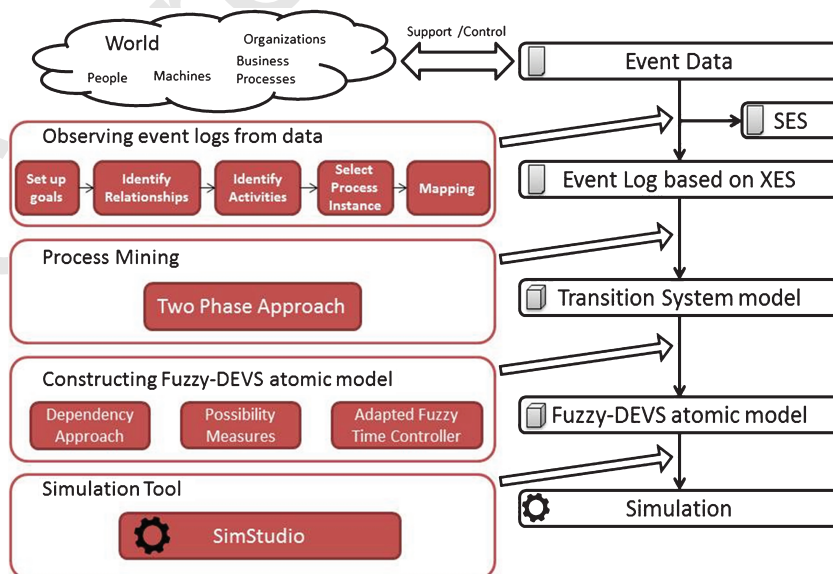 World
Organizations
Business
Processes
People
Machines
Support /Control
Event Data
SES
Observing event logs from data
Set up
goals
Identify
Relationships
Identify
Activities
Select
Process
Instance
Mapping
Event Log based on XES
Process Mining
Two Phase Approach
Transition System model
Constructing Fuzzy-DEVS atomic model
Dependency
Approach
Possibility
Measures
Adapted Fuzzy
Time Controller
Fuzzy-DEVS atomic model
Simulation Tool
SimStudio
Simulation